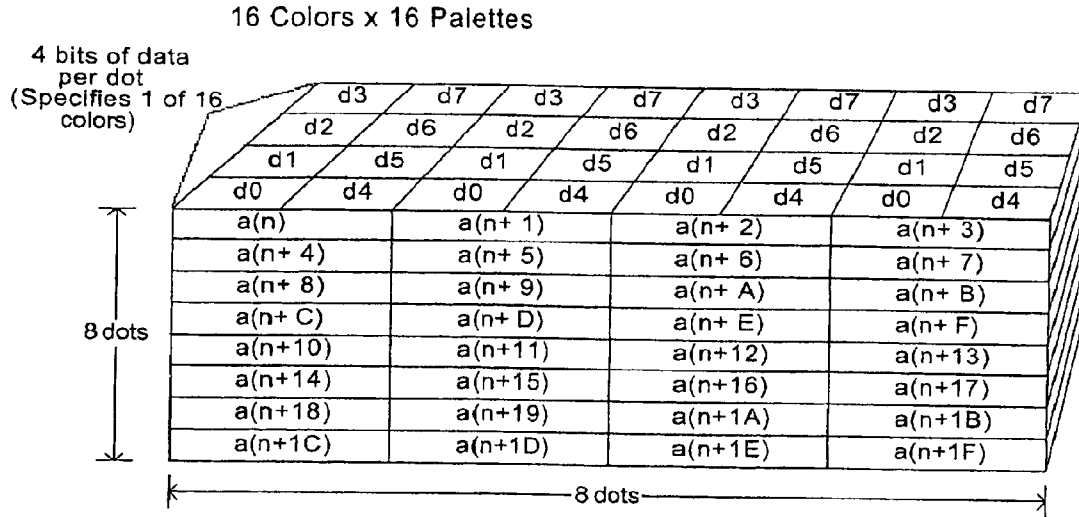 16 Colors x 16 Palettes
4 bits of data
per dot
(Specifies 1 of 16
colors)
d3 d7 d3 d7 d3 d7 d3 d7
d2 d6 d2 d6 d2 d6 d2 d6
d1 d5 d1 d5 d1 d5 d1 d5
d0 d4 d0 d4 d0 d4 d0 d4
a(n) a(n+ 1) a(n+ 2) a(n+ 3)
a(n+ 4) a(n+ 5) a(n+ 6) a(n+ 7)
a(n+ 8) a(n+ 9) a(n+ A) a(n+ B)
a(n+ C) a(n+ D) a(n+ E) a(n+ F)
8 dots
a(n+10) a(n+11) a(n+12) a(n+13)
a(n+14) a(n+15) a(n+16) a(n+17)
a(n+18) a(n+19) a(n+1A) a(n+1B)
a(n+1C) a(n+1D) a(n+1E) a(n+1F)
8 dots